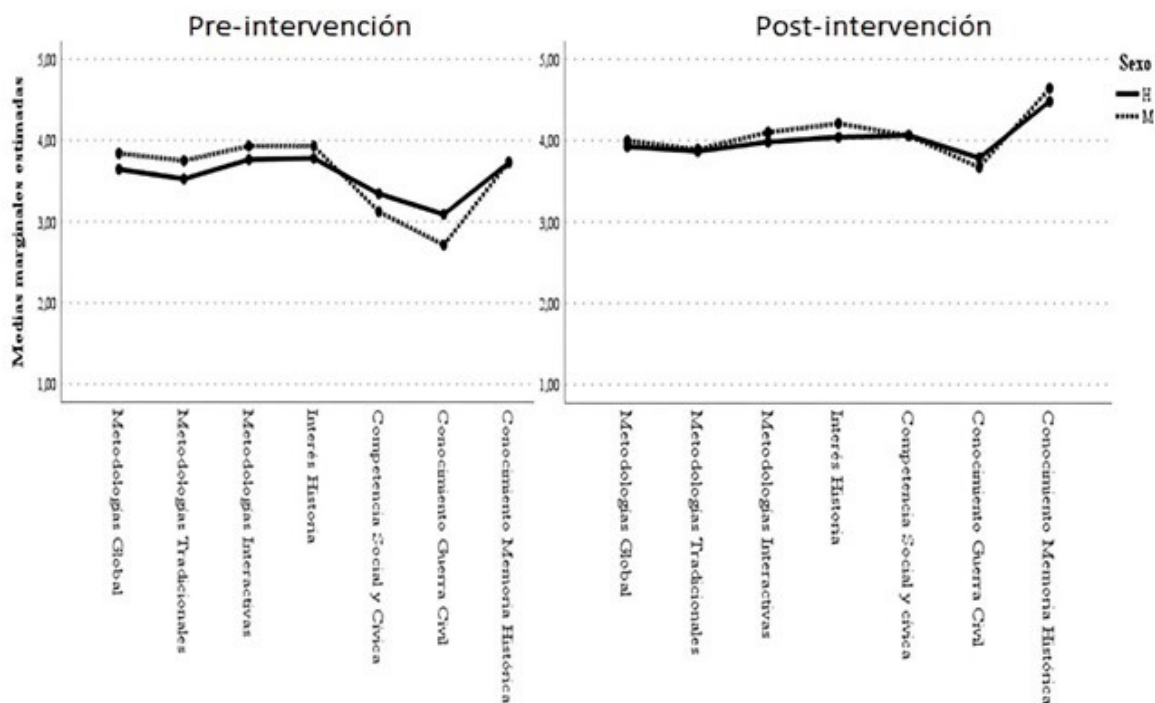 Pre-intervención
Post-intervención
Medias marginales estimadas
5,00
4,00
3,00
2,00
1,00
Metodologías Global
Metodologías Tradicionales
Metodologías Interactivas
Interés Historia
Competencia Social y Cívica
Conocimiento Guerra Civil
Conocimiento Memoria Histórica
5,00
4,00
3,00
2,00
1,00
Metodologías Global
Metodologías Tradicionales
Metodologías Interactivas
Interés Historia
Competencia Social y cívica
Conocimiento Guerra Civil
Conocimiento Memoria Histórica
Sexo
H
M